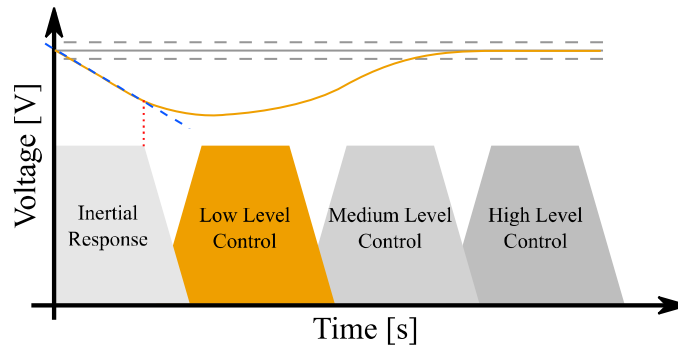 Voltage [V]
Inertial
Response
Low Level
Control
Medium Level
Control
High Level
Control
Time [s]